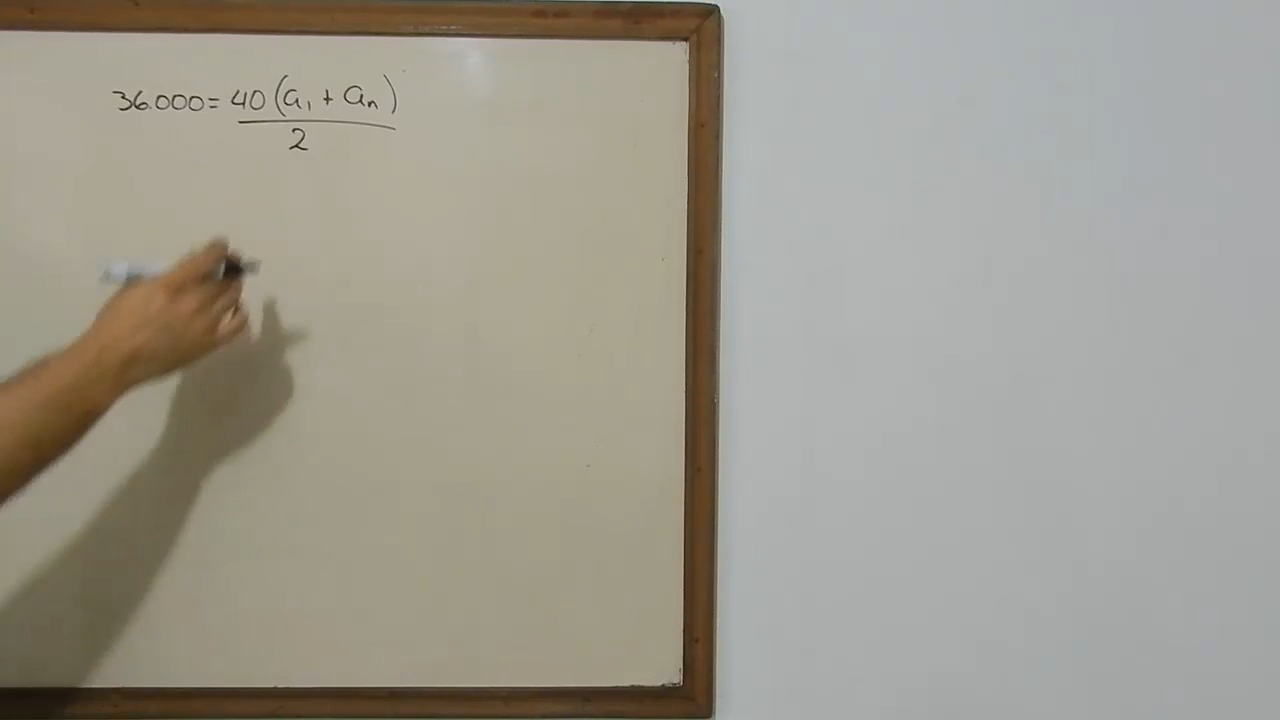 36.000 = 40 (a₁ + aₙ)
2